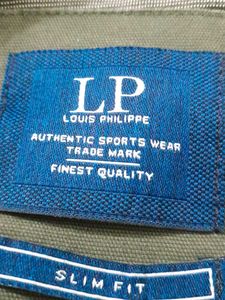 LP
LOUIS PHILIPPE
AUTHENTIC SPORTS WEAR
TRADE MARK
FINEST QUALITY
SLIM FIT